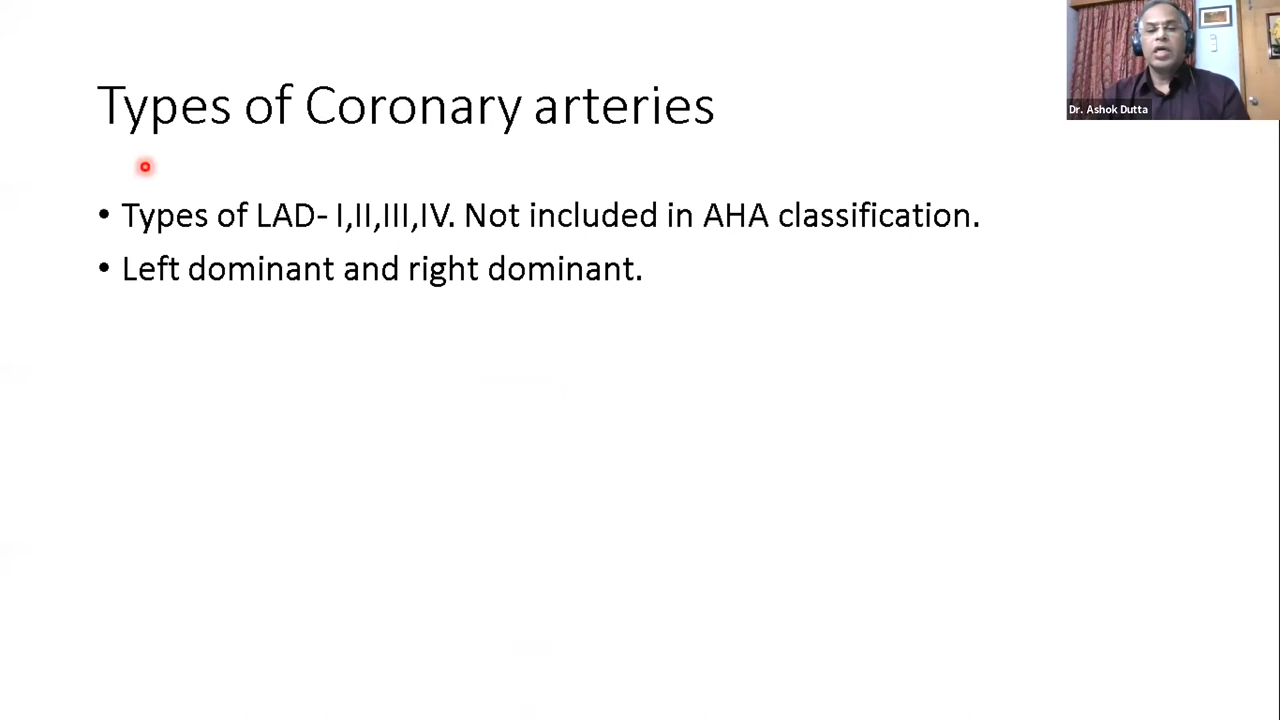 Types of Coronary arteries
Dr. Ashok Dutta
• Types of LAD- I,II,III,IV. Not included in AHA classification.
• Left dominant and right dominant.